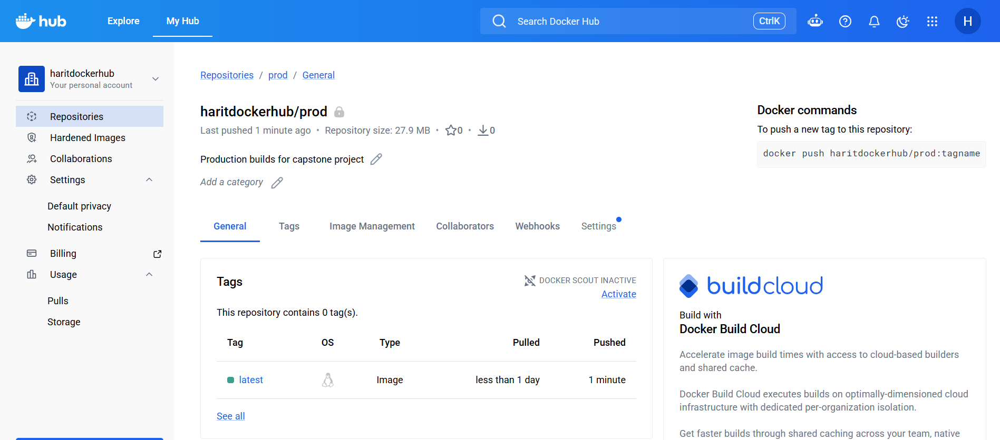 hub
Explore
My Hub
Search Docker Hub
CtrlK
H
haritdockerhub
Your personal account
Repositories
Hardened Images
Collaborations
Settings
Default privacy
Notifications
Billing
Usage
Pulls
Storage
Repositories / prod / General
haritdockerhub/prod
Last pushed 1 minute ago • Repository size: 27.9 MB • 0 • 0
Production builds for capstone project
Add a category
Docker commands
To push a new tag to this repository:
docker push haritdockerhub/prod:tagname
General
Tags
Image Management
Collaborators
Webhooks
Settings
Tags
DOCKER SCOUT INACTIVE
Activate
This repository contains 0 tag(s).
Tag OS Type Pulled Pushed
latest Image less than 1 day 1 minute
See all
buildcloud
Build with
Docker Build Cloud
Accelerate image build times with access to cloud-based builders
and shared cache.
Docker Build Cloud executes builds on optimally-dimensioned cloud
infrastructure with dedicated per-organization isolation.
Get faster builds through shared caching across your team, native